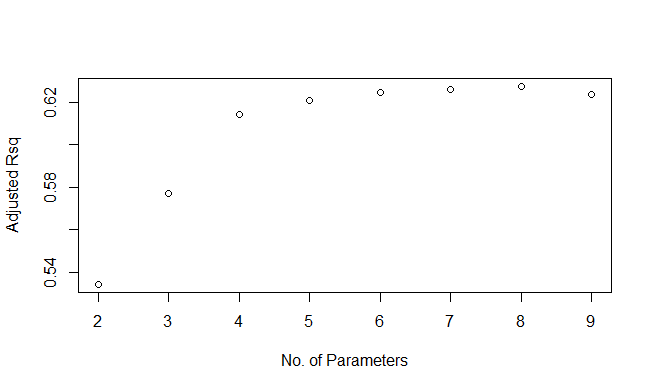 Adjusted Rsq
0.62
0.58
0.54
2 3 4 5 6 7 8 9
No. of Parameters